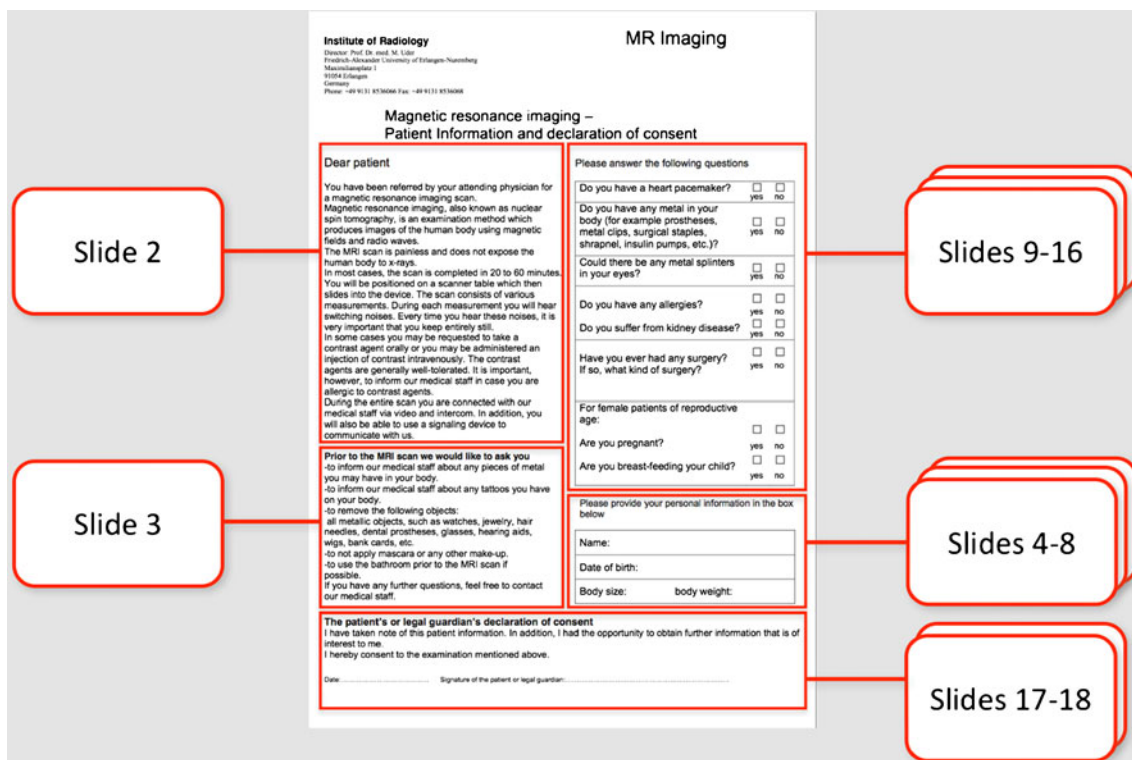 Institute of Radiology
Director: Prof. Dr. med. M. Uder
Friedrich-Alexander University of Erlangen-Nuremberg
Maximiliansplatz 1
91054 Erlangen
Germany
Phone: +49 9131 8536066 Fax: +49 9131 8536068
MR Imaging
Magnetic resonance imaging –
Patient Information and declaration of consent
Dear patient
You have been referred by your attending physician for
a magnetic resonance imaging scan.
Magnetic resonance imaging, also known as nuclear
spin tomography, is an examination method which
produces images of the human body using magnetic
fields and radio waves.
The MRI scan is painless and does not expose the
human body to x-rays.
In most cases, the scan is completed in 20 to 60 minutes.
You will be positioned on a scanner table which then
slides into the device. The scan consists of various
measurements. During each measurement you will hear
switching noises. Every time you hear these noises, it is
very important that you keep entirely still.
In some cases you may be requested to take a
contrast agent orally or you may be administered an
injection of contrast intravenously. The contrast
agents are generally well-tolerated. It is important,
however, to inform our medical staff in case you are
allergic to contrast agents.
During the entire scan you are connected with our
medical staff via video and intercom. In addition, you
will also be able to use a signaling device to
communicate with us.
Slide 2
Prior to the MRI scan we would like to ask you
-to inform our medical staff about any pieces of metal
you may have in your body.
-to inform our medical staff about any tattoos you have
on your body.
-to remove the following objects:
all metallic objects, such as watches, jewelry, hair
needles, dental prostheses, glasses, hearing aids,
wigs, bank cards, etc.
-to not apply mascara or any other make-up.
-to use the bathroom prior to the MRI scan if
possible.
If you have any further questions, feel free to contact
our medical staff.
Slide 3
Please answer the following questions
Do you have a heart pacemaker?
yes no
Do you have any metal in your
body (for example prostheses,
metal clips, surgical staples,
shrapnel, insulin pumps, etc.)?
yes no
Could there be any metal splinters
in your eyes?
yes no
Do you have any allergies?
yes no
Do you suffer from kidney disease?
yes no
Have you ever had any surgery?
If so, what kind of surgery?
yes no
For female patients of reproductive
age:
Are you pregnant?
yes no
Are you breast-feeding your child?
yes no
Slides 9-16
Please provide your personal information in the box
below
Name:
Date of birth:
Body size: body weight:
Slides 4-8
The patient's or legal guardian's declaration of consent
I have taken note of this patient information. In addition, I had the opportunity to obtain further information that is of
interest to me.
I hereby consent to the examination mentioned above.
Date:................................ Signature of the patient or legal guardian:............................................................
Slides 17-18